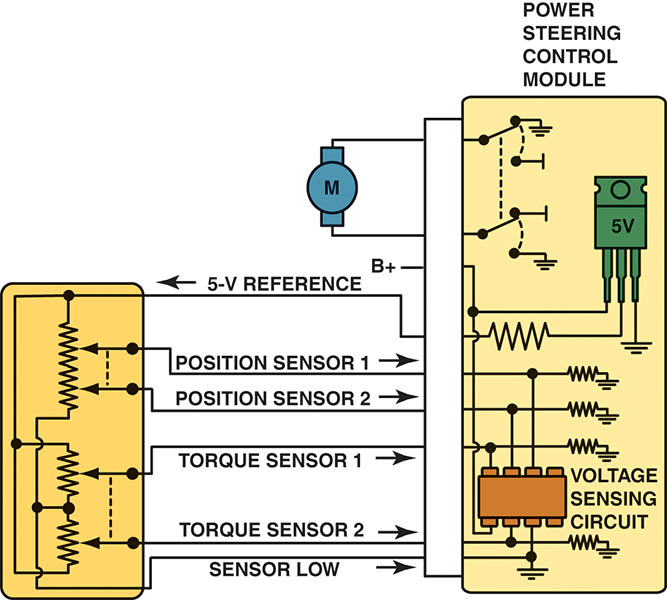 POWER
STEERING
CONTROL
MODULE
M
5V
B+
5-V REFERENCE
POSITION SENSOR 1
POSITION SENSOR 2
TORQUE SENSOR 1
VOLTAGE
SENSING
CIRCUIT
TORQUE SENSOR 2
SENSOR LOW